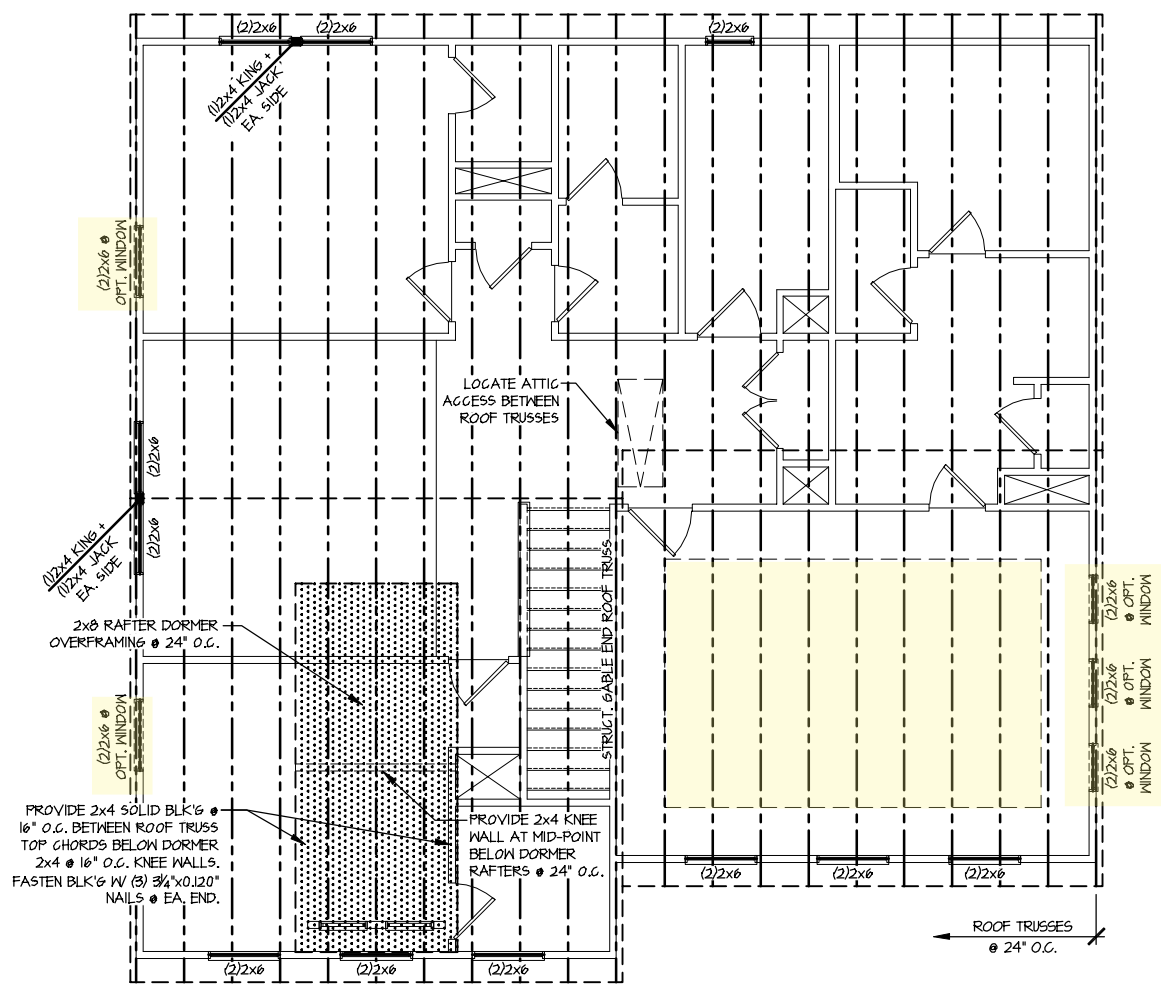 (2)2x6
(2)2x6
(2)2x6
(1)2x4 KING +
(1)2x4 JACK
EA. SIDE
(2)2x6 @
OPT. WINDOW
LOCATE ATTIC
ACCESS BETWEEN
ROOF TRUSSES
(2)2x6
(2)2x6
(1)2x4 KING +
(1)2x4 JACK
EA. SIDE
STRUCT. GABLE END ROOF TRUSS
(2)2x6
@ OPT.
WINDOW
(2)2x6
@ OPT.
WINDOW
(2)2x6
@ OPT.
WINDOW
2x8 RAFTER DORMER
OVERFRAMING @ 24" O.C.
(2)2x6 @
OPT. WINDOW
PROVIDE 2x4 SOLID BLK'G @
16" O.C. BETWEEN ROOF TRUSS
TOP CHORDS BELOW DORMER
2x4 @ 16" O.C. KNEE WALLS.
FASTEN BLK'G W/ (3) 3¼"x0.120"
NAILS @ EA. END.
PROVIDE 2x4 KNEE
WALL AT MID-POINT
BELOW DORMER
RAFTERS @ 24" O.C.
(2)2x6
(2)2x6
(2)2x6
ROOF TRUSSES
@ 24" O.C.
(2)2x6
(2)2x6
(2)2x6